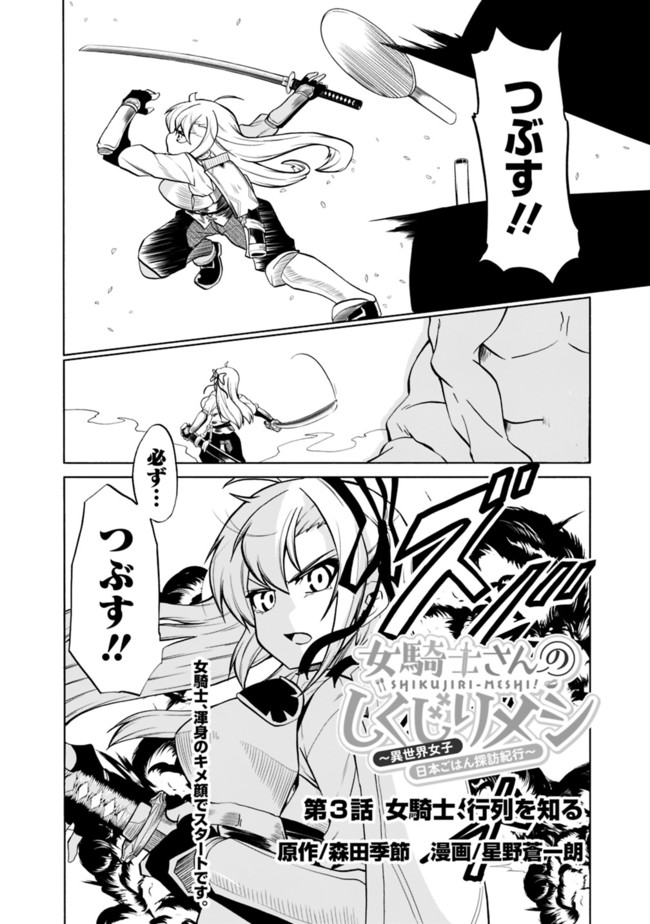 つぶす!!
必ず…
つぶす!!
ズズズ
女騎士さんの
SHIKUJIRI-MESHI!
しくじりメシ
〜異世界女子
日本ごはん探訪紀行〜
女騎士、渾身のキメ顔でスタートです。
第3話 女騎士、行列を知る
原作/森田季節 漫画/星野蒼一朗